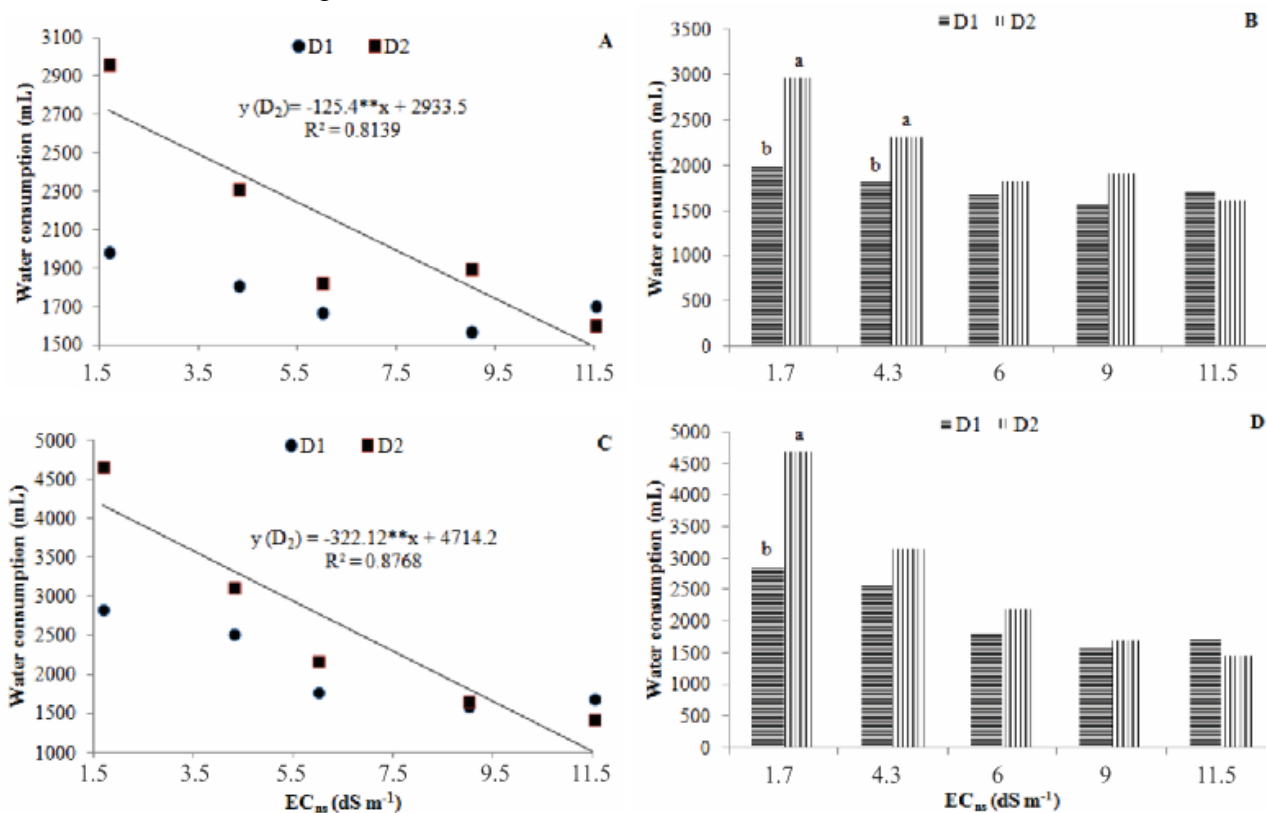 A
D1 D2
y (D₂)= -125.4**x + 2933.5
R² = 0.8139
Water consumption (mL)
3100
2900
2700
2500
2300
2100
1900
1700
1500
1.5 3.5 5.5 7.5 9.5 11.5
B
D1 D2
Water consumption (mL)
3500
3000
2500
2000
1500
1000
500
0
b a b a
1.7 4.3 6 9 11.5
C
D1 D2
y (D₂) = -322.12**x + 4714.2
R² = 0.8768
Water consumption (mL)
5000
4500
4000
3500
3000
2500
2000
1500
1000
1.5 3.5 5.5 7.5 9.5 11.5
ECₙₛ (dS m⁻¹)
D
D1 D2
Water consumption (mL)
5000
4500
4000
3500
3000
2500
2000
1500
1000
500
0
b a
1.7 4.3 6 9 11.5
ECₙₛ (dS m⁻¹)